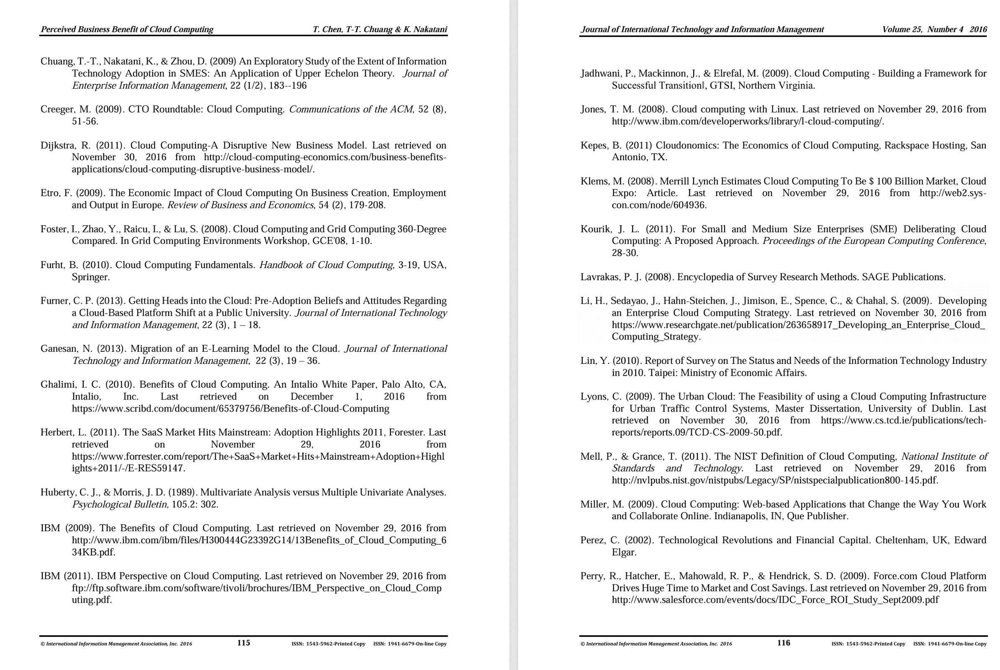 Perceived Business Benefit of Cloud Computing T. Chen, T-T. Chuang & K. Nakatani
Chuang, T.-T., Nakatani, K., & Zhou, D. (2009) An Exploratory Study of the Extent of Information
Technology Adoption in SMES: An Application of Upper Echelon Theory. Journal of
Enterprise Information Management, 22 (1/2), 183--196
Creeger, M. (2009). CTO Roundtable: Cloud Computing. Communications of the ACM, 52 (8),
51-56.
Dijkstra, R. (2011). Cloud Computing-A Disruptive New Business Model. Last retrieved on
November 30, 2016 from http://cloud-computing-economics.com/business-benefits-
applications/cloud-computing-disruptive-business-model/.
Etro, F. (2009). The Economic Impact of Cloud Computing On Business Creation, Employment
and Output in Europe. Review of Business and Economics, 54 (2), 179-208.
Foster, I., Zhao, Y., Raicu, I., & Lu, S. (2008). Cloud Computing and Grid Computing 360-Degree
Compared. In Grid Computing Environments Workshop, GCE'08, 1-10.
Furht, B. (2010). Cloud Computing Fundamentals. Handbook of Cloud Computing, 3-19, USA,
Springer.
Furner, C. P. (2013). Getting Heads into the Cloud: Pre-Adoption Beliefs and Attitudes Regarding
a Cloud-Based Platform Shift at a Public University. Journal of International Technology
and Information Management, 22 (3), 1 – 18.
Ganesan, N. (2013). Migration of an E-Learning Model to the Cloud. Journal of International
Technology and Information Management, 22 (3), 19 – 36.
Ghalimi, I. C. (2010). Benefits of Cloud Computing. An Intalio White Paper, Palo Alto, CA,
Intalio, Inc. Last retrieved on December 1, 2016 from
https://www.scribd.com/document/65379756/Benefits-of-Cloud-Computing
Herbert, L. (2011). The SaaS Market Hits Mainstream: Adoption Highlights 2011, Forester. Last
retrieved on November 29, 2016 from
https://www.forrester.com/report/The+SaaS+Market+Hits+Mainstream+Adoption+Highl
ights+2011/-/E-RES59147.
Huberty, C. J., & Morris, J. D. (1989). Multivariate Analysis versus Multiple Univariate Analyses.
Psychological Bulletin, 105.2: 302.
IBM (2009). The Benefits of Cloud Computing. Last retrieved on November 29, 2016 from
http://www.ibm.com/ibm/files/H300444G23392G14/13Benefits_of_Cloud_Computing_6
34KB.pdf.
IBM (2011). IBM Perspective on Cloud Computing. Last retrieved on November 29, 2016 from
ftp://ftp.software.ibm.com/software/tivoli/brochures/IBM_Perspective_on_Cloud_Comp
uting.pdf.
© International Information Management Association, Inc. 2016 115 ISSN: 1543-5962-Printed Copy ISSN: 1941-6679-On-line Copy
Journal of International Technology and Information Management Volume 25, Number 4 2016
Jadhwani, P., Mackinnon, J., & Elrefal, M. (2009). Cloud Computing - Building a Framework for
Successful Transition‖, GTSI, Northern Virginia.
Jones, T. M. (2008). Cloud computing with Linux. Last retrieved on November 29, 2016 from
http://www.ibm.com/developerworks/library/l-cloud-computing/.
Kepes, B. (2011) Cloudonomics: The Economics of Cloud Computing, Rackspace Hosting, San
Antonio, TX.
Klems, M. (2008). Merrill Lynch Estimates Cloud Computing To Be $ 100 Billion Market, Cloud
Expo: Article. Last retrieved on November 29, 2016 from http://web2.sys-
con.com/node/604936.
Kourik, J. L. (2011). For Small and Medium Size Enterprises (SME) Deliberating Cloud
Computing: A Proposed Approach. Proceedings of the European Computing Conference,
28-30.
Lavrakas, P. J. (2008). Encyclopedia of Survey Research Methods. SAGE Publications.
Li, H., Sedayao, J., Hahn-Steichen, J., Jimison, E., Spence, C., & Chahal, S. (2009). Developing
an Enterprise Cloud Computing Strategy. Last retrieved on November 30, 2016 from
https://www.researchgate.net/publication/263658917_Developing_an_Enterprise_Cloud_
Computing_Strategy.
Lin, Y. (2010). Report of Survey on The Status and Needs of the Information Technology Industry
in 2010. Taipei: Ministry of Economic Affairs.
Lyons, C. (2009). The Urban Cloud: The Feasibility of using a Cloud Computing Infrastructure
for Urban Traffic Control Systems, Master Dissertation, University of Dublin. Last
retrieved on November 30, 2016 from https://www.cs.tcd.ie/publications/tech-
reports/reports.09/TCD-CS-2009-50.pdf.
Mell, P., & Grance, T. (2011). The NIST Definition of Cloud Computing, National Institute of
Standards and Technology. Last retrieved on November 29, 2016 from
http://nvlpubs.nist.gov/nistpubs/Legacy/SP/nistspecialpublication800-145.pdf.
Miller, M. (2009). Cloud Computing: Web-based Applications that Change the Way You Work
and Collaborate Online. Indianapolis, IN, Que Publisher.
Perez, C. (2002). Technological Revolutions and Financial Capital. Cheltenham, UK, Edward
Elgar.
Perry, R., Hatcher, E., Mahowald, R. P., & Hendrick, S. D. (2009). Force.com Cloud Platform
Drives Huge Time to Market and Cost Savings. Last retrieved on November 29, 2016 from
http://www.salesforce.com/events/docs/IDC_Force_ROI_Study_Sept2009.pdf
© International Information Management Association, Inc. 2016 116 ISSN: 1543-5962-Printed Copy ISSN: 1941-6679-On-line Copy